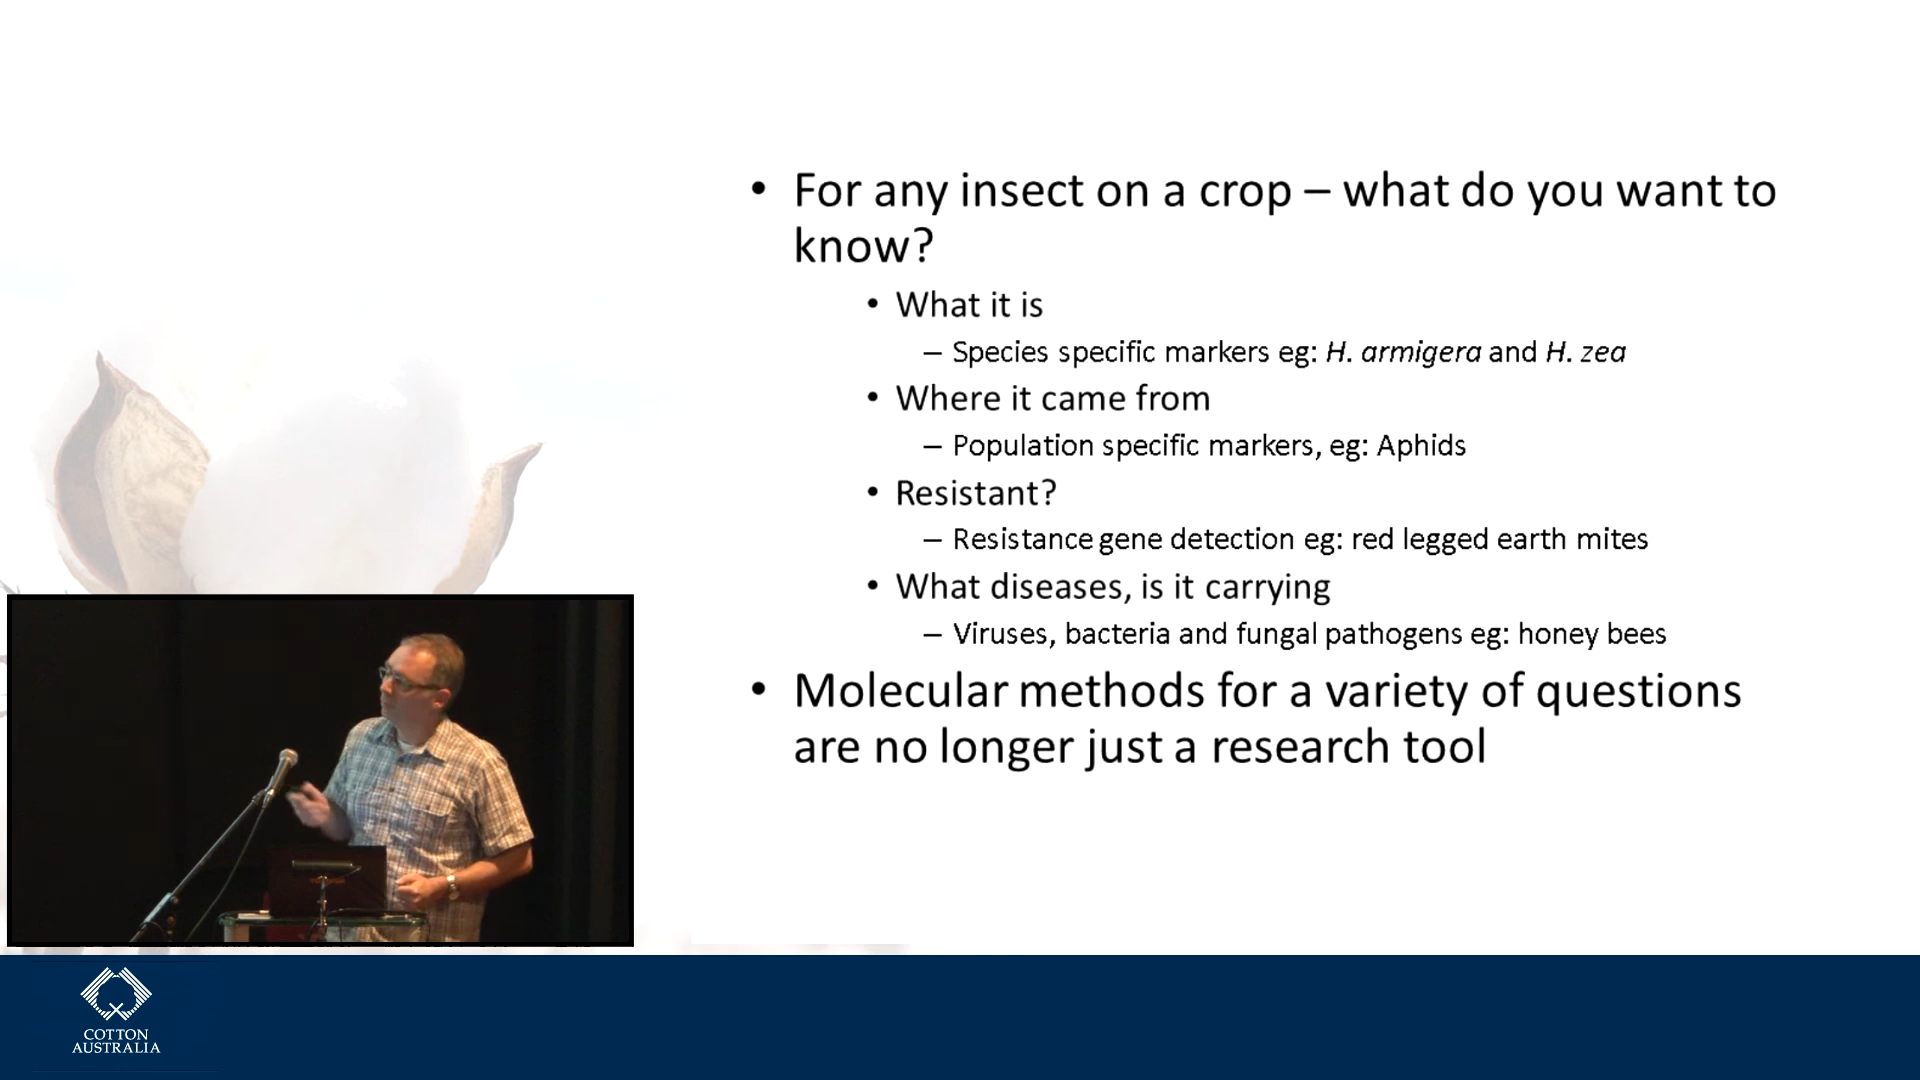 • For any insect on a crop – what do you want to
know?
• What it is
– Species specific markers eg: H. armigera and H. zea
• Where it came from
– Population specific markers, eg: Aphids
• Resistant?
– Resistance gene detection eg: red legged earth mites
• What diseases, is it carrying
– Viruses, bacteria and fungal pathogens eg: honey bees
• Molecular methods for a variety of questions
are no longer just a research tool
COTTON
AUSTRALIA